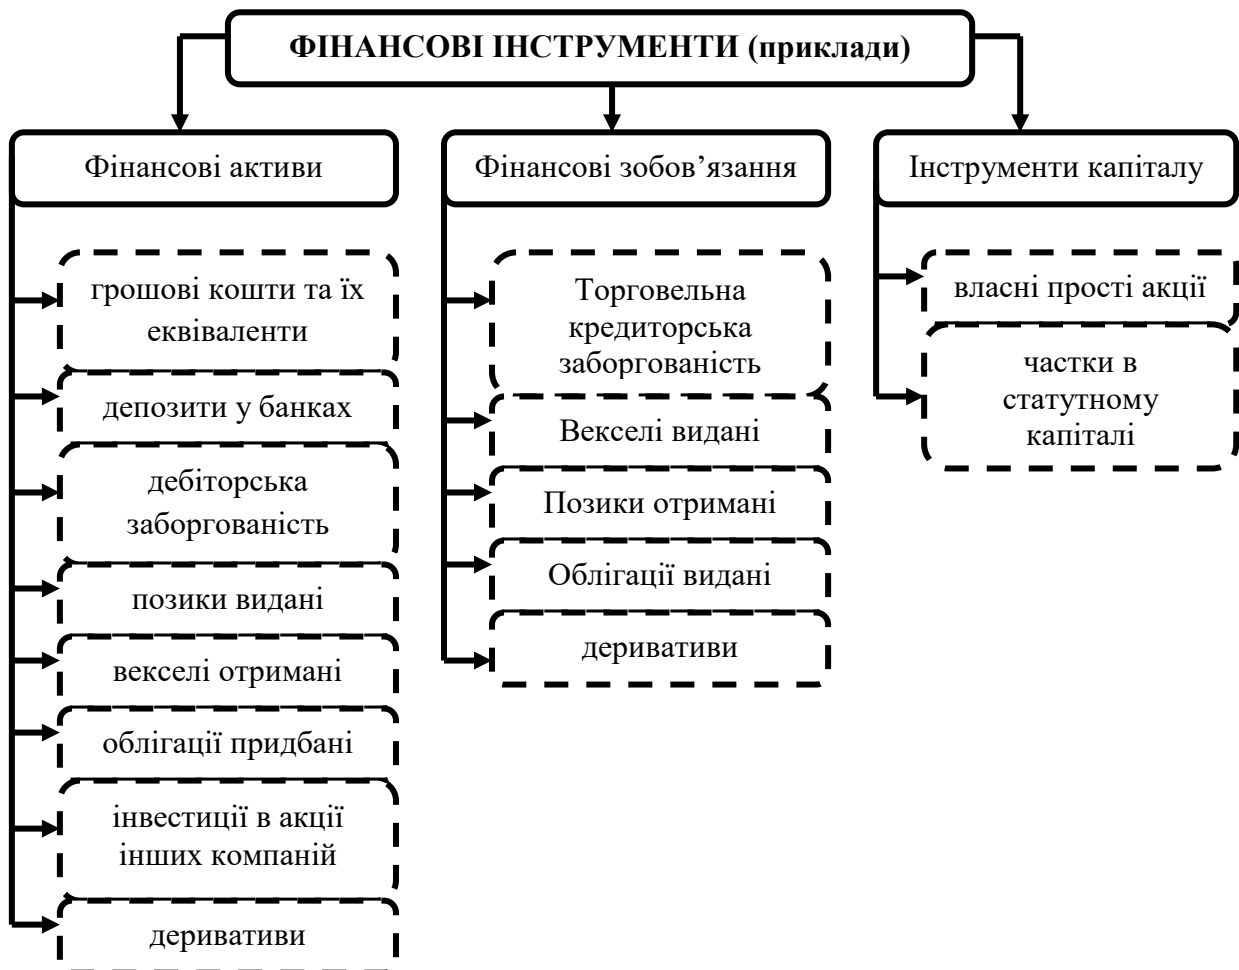 ФІНАНСОВІ ІНСТРУМЕНТИ (приклади)
Фінансові активи
грошові кошти та їх
еквіваленти
депозити у банках
дебіторська
заборгованість
позики видані
векселі отримані
облігації придбані
інвестиції в акції
інших компаній
деривативи
Фінансові зобов’язання
Торговельна
кредиторська
заборгованість
Векселі видані
Позики отримані
Облігації видані
деривативи
Інструменти капіталу
власні прості акції
частки в
статутному
капіталі